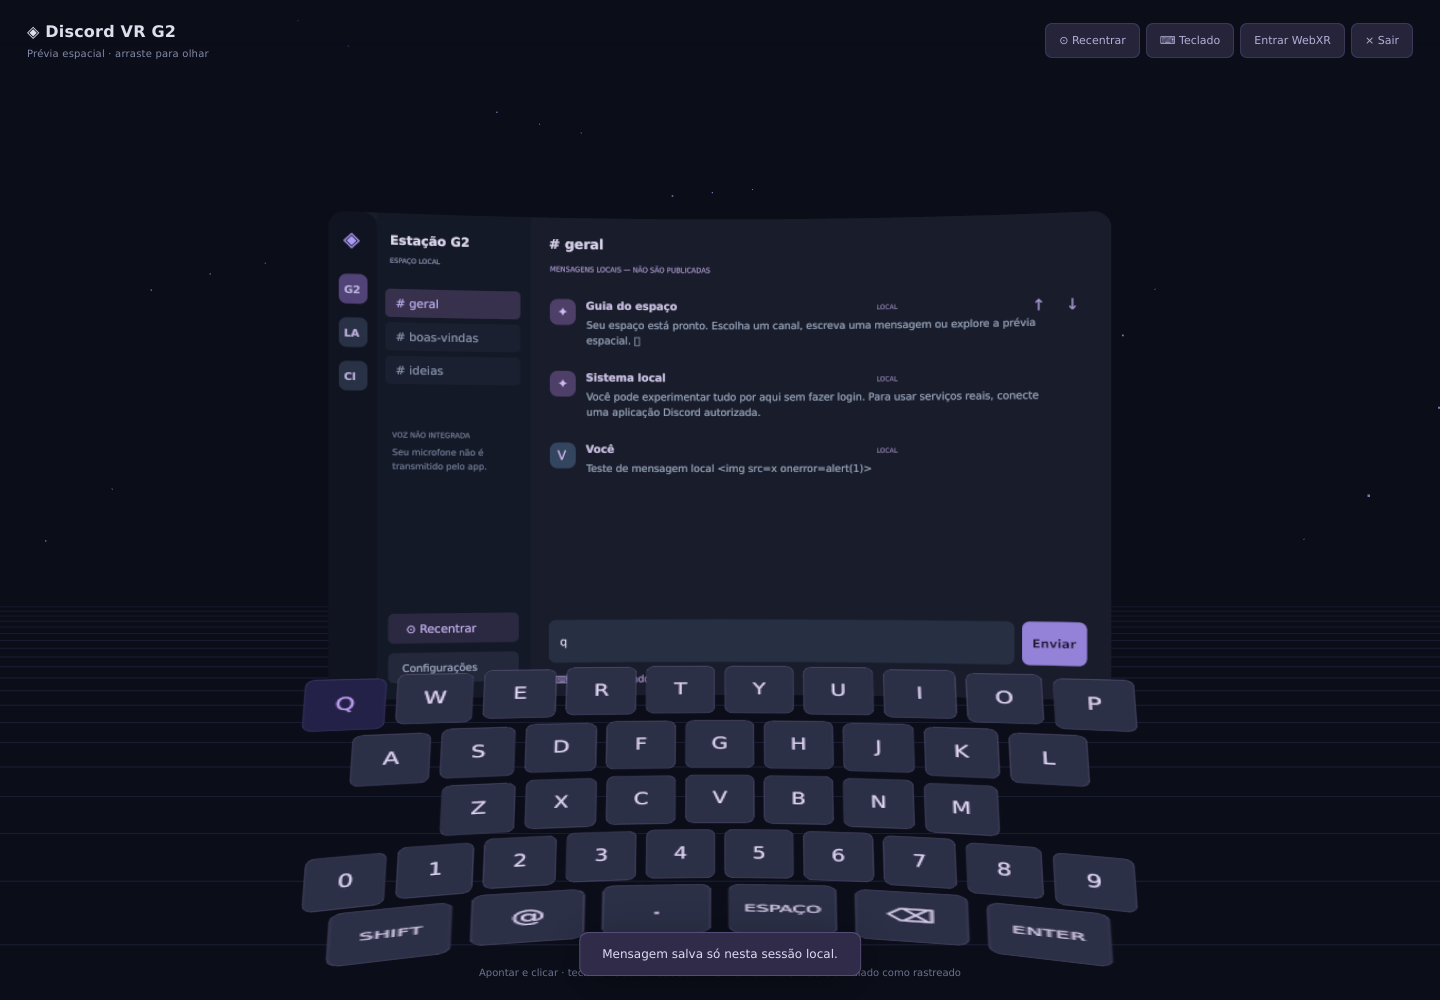 ◈ Discord VR G2
Prévia espacial · arraste para olhar
⊙ Recentrar
⌨ Teclado
Entrar WebXR
× Sair
◈
G2
LA
CI
Estação G2
ESPAÇO LOCAL
# geral
# boas-vindas
# ideias
VOZ NÃO INTEGRADA
Seu microfone não é
transmitido pelo app.
⊙ Recentrar
Configurações
# geral
MENSAGENS LOCAIS — NÃO SÃO PUBLICADAS
↑ ↓
✦ Guia do espaço LOCAL
Seu espaço está pronto. Escolha um canal, escreva uma mensagem ou explore a prévia
espacial.
✦ Sistema local LOCAL
Você pode experimentar tudo por aqui sem fazer login. Para usar serviços reais, conecte
uma aplicação Discord autorizada.
V Você LOCAL
Teste de mensagem local <img src=x onerror=alert(1)>
q
Enviar
Q W E R T Y U I O P
A S D F G H J K L
Z X C V B N M
0 1 2 3 4 5 6 7 8 9
SHIFT @ . ESPAÇO ⌫ ENTER
Mensagem salva só nesta sessão local.
Apontar e clicar · como rastreado